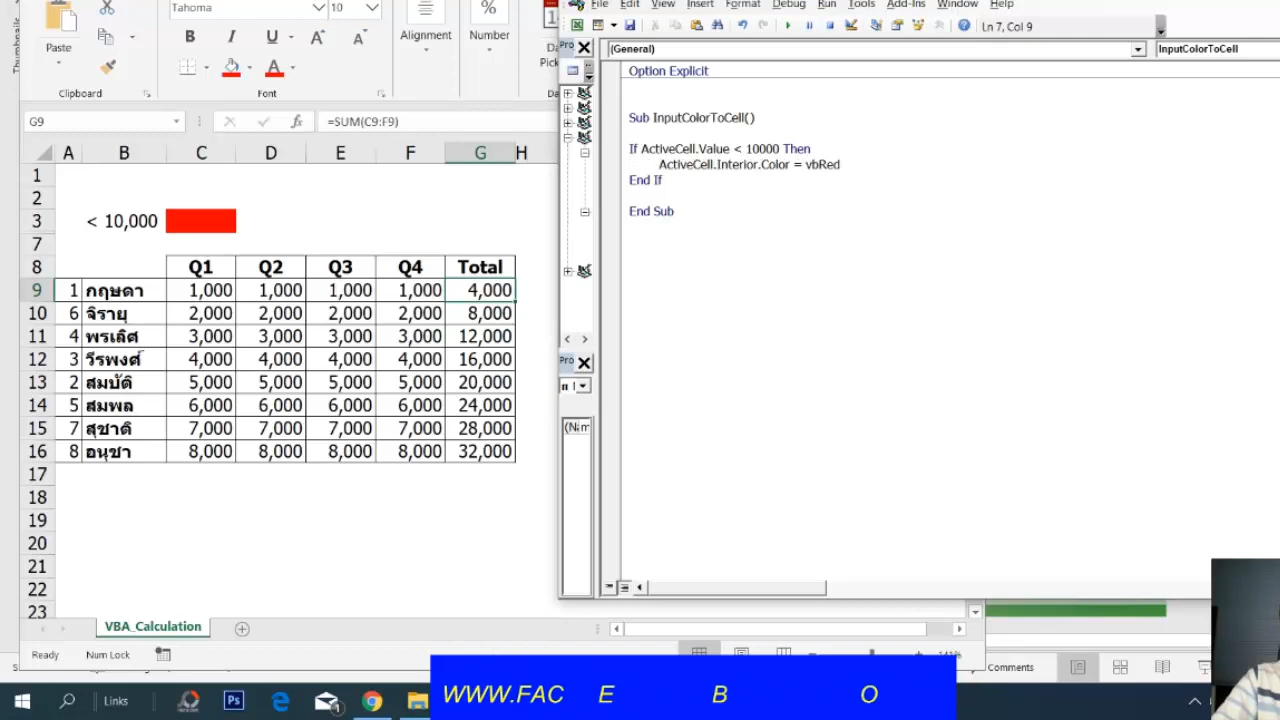 File Edit View Insert Format Debug Run Tools Add-Ins Window Help
Tahoma 10
Paste
B I U A A
Alignment
Number
Clipboard
Font
Ln 7, Col 9
Pro
(General)
InputColorToCell
G9
=SUM(C9:F9)
Option Explicit
Sub InputColorToCell()
If ActiveCell.Value < 10000 Then
ActiveCell.Interior.Color = vbRed
End If
End Sub
A B C D E F G H
1
2
3 < 10,000
7
8 Q1 Q2 Q3 Q4 Total
9 1 กฤษดา 1,000 1,000 1,000 1,000 4,000
10 6 จิรายุ 2,000 2,000 2,000 2,000 8,000
11 4 พรเลิศ 3,000 3,000 3,000 3,000 12,000
12 3 วีรพงศ์ 4,000 4,000 4,000 4,000 16,000
13 2 สมบัติ 5,000 5,000 5,000 5,000 20,000
14 5 สมพล 6,000 6,000 6,000 6,000 24,000
15 7 สุชาติ 7,000 7,000 7,000 7,000 28,000
16 8 อนุชา 8,000 8,000 8,000 8,000 32,000
17
18
19
20
21
22
23
Pro
VBA_Calculation
Ready Num Lock
Comments
WWW.FAC E B O
Links